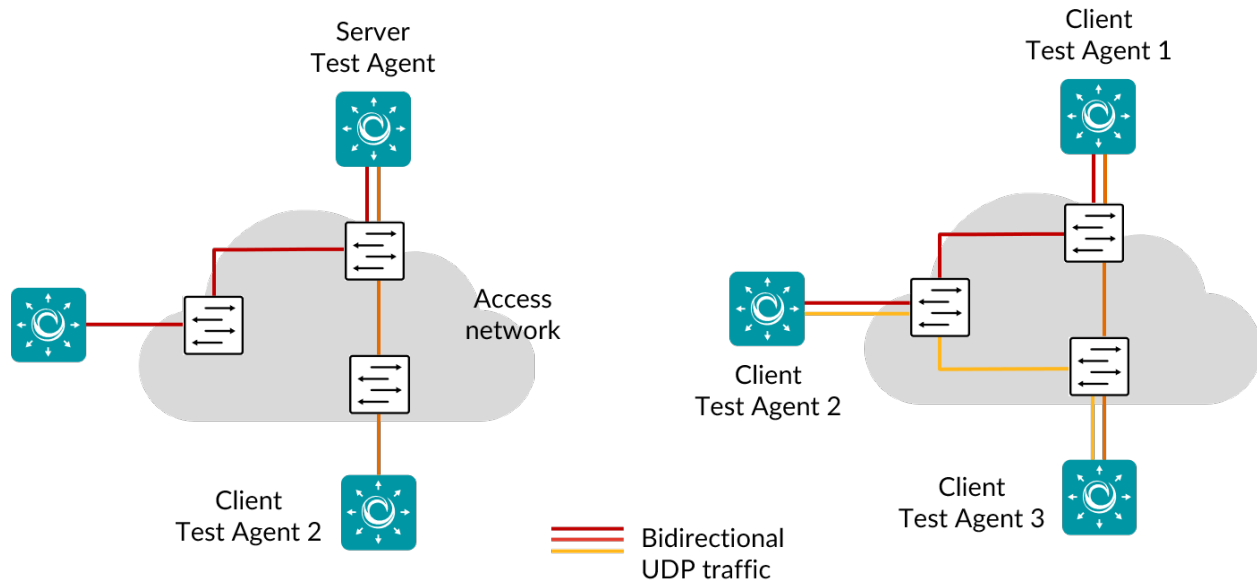 Server
Test Agent
Access
network
Client
Test Agent 2
Client
Test Agent 1
Client
Test Agent 2
Client
Test Agent 3
Bidirectional
UDP traffic